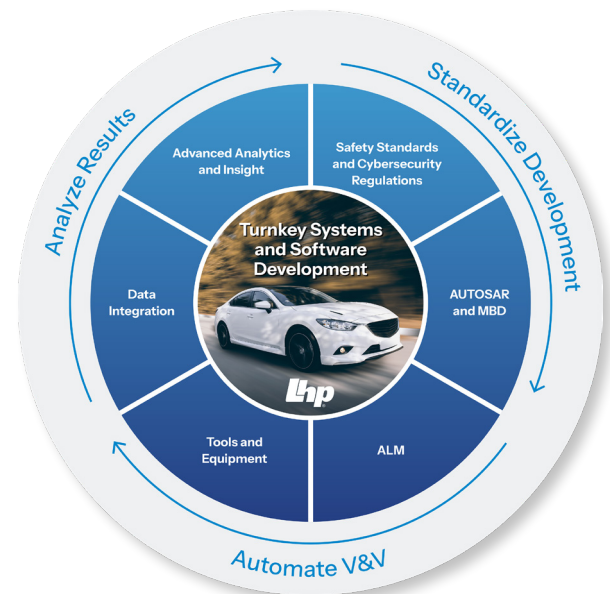 Analyze Results
Standardize Development
Advanced Analytics
and Insight
Safety Standards
and Cybersecurity
Regulations
Turnkey Systems
and Software
Development
Data
Integration
AUTOSAR
and MBD
lhp
Tools and
Equipment
ALM
Automate V&V